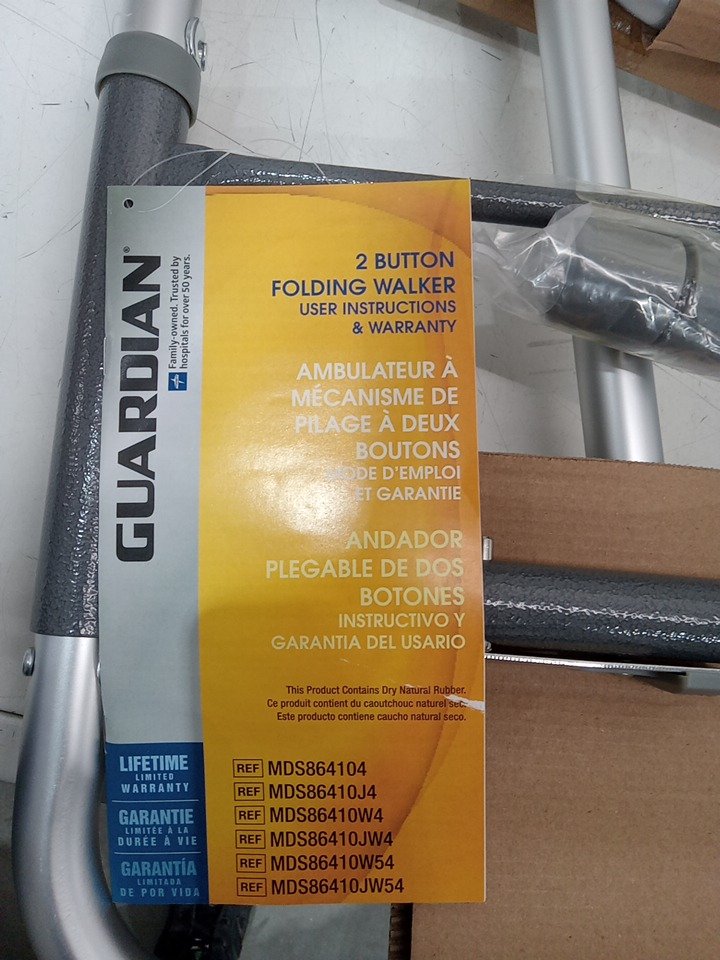 GUARDIAN®
Family-owned. Trusted by
hospitals for over 50 years.
2 BUTTON
FOLDING WALKER
USER INSTRUCTIONS
& WARRANTY
AMBULATEUR À
MÉCANISME DE
PILAGE À DEUX
BOUTONS
MODE D'EMPLOI
ET GARANTIE
ANDADOR
PLEGABLE DE DOS
BOTONES
INSTRUCTIVO Y
GARANTIA DEL USARIO
This Product Contains Dry Natural Rubber.
Ce produit contient du caoutchouc naturel sec.
Este producto contiene caucho natural seco.
LIFETIME
LIMITED
WARRANTY
GARANTIE
LIMITÉE À LA
DURÉE À VIE
GARANTÍA
LIMITADA
DE POR VIDA
REF MDS864104
REF MDS86410J4
REF MDS86410W4
REF MDS86410JW4
REF MDS86410W54
REF MDS86410JW54